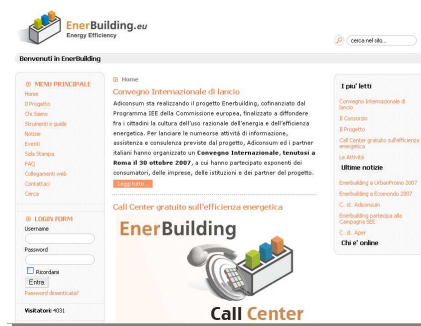 EnerBuilding.eu
Energy Efficiency
cerca nel sito...
Benvenuti in EnerBuilding
MENU PRINCIPALE
Home
Il Progetto
Chi Siamo
Strumenti e guide
Notizie
Eventi
Sala Stampa
FAQ
Collegamenti web
Contattaci
Cerca
LOGIN FORM
Username
Password
Ricordami
Entra
Password dimenticata?
Visitatori: 4031
Home
Convegno Internazionale di lancio
Adiconsum sta realizzando il progetto Enerbuilding, cofinanziato dal
Programma IEE della Commissione europea, finalizzato a diffondere
fra i cittadini la cultura dell'uso razionale dell'energia e dell'efficienza
energetica. Per lanciare le numerose attività di informazione,
assistenza e consulenza previste dal progetto, Adiconsum ed i partner
italiani hanno organizzato un Convegno Internazionale, tenutosi a
Roma il 30 ottobre 2007, a cui hanno partecipato esponenti dei
consumatori, delle imprese, delle istituzioni e dei partner del progetto.
Leggi tutto...
Call Center gratuito sull'efficienza energetica
EnerBuilding
Call Center
I piu' letti
Convegno Internazionale di
lancio
Il Consorzio
Il Progetto
Call Center gratuito sull'efficienza
energetica
Le Attività
Ultime notizie
Enerbuilding a UrbanPromo 2007
Enerbuilding a Ecomondo 2007
C. st. Adiconsum
Enerbuilding partecipa alla
Campagna M'illumino di meno
C. st. Aper
Chi e' online